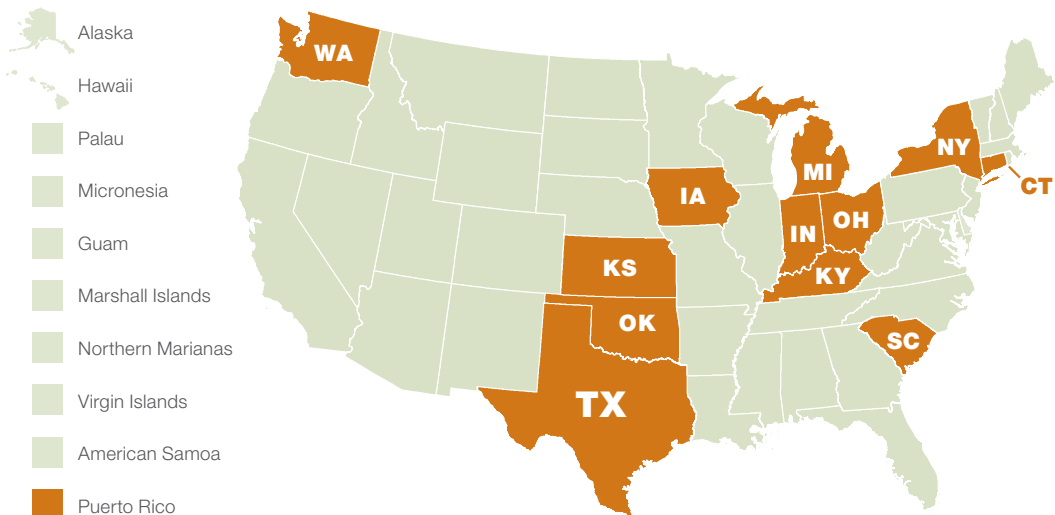 Alaska
Hawaii
Palau
Micronesia
Guam
Marshall Islands
Northern Marianas
Virgin Islands
American Samoa
Puerto Rico
WA
NY
MI
CT
IA
OH
IN
KS
KY
OK
SC
TX